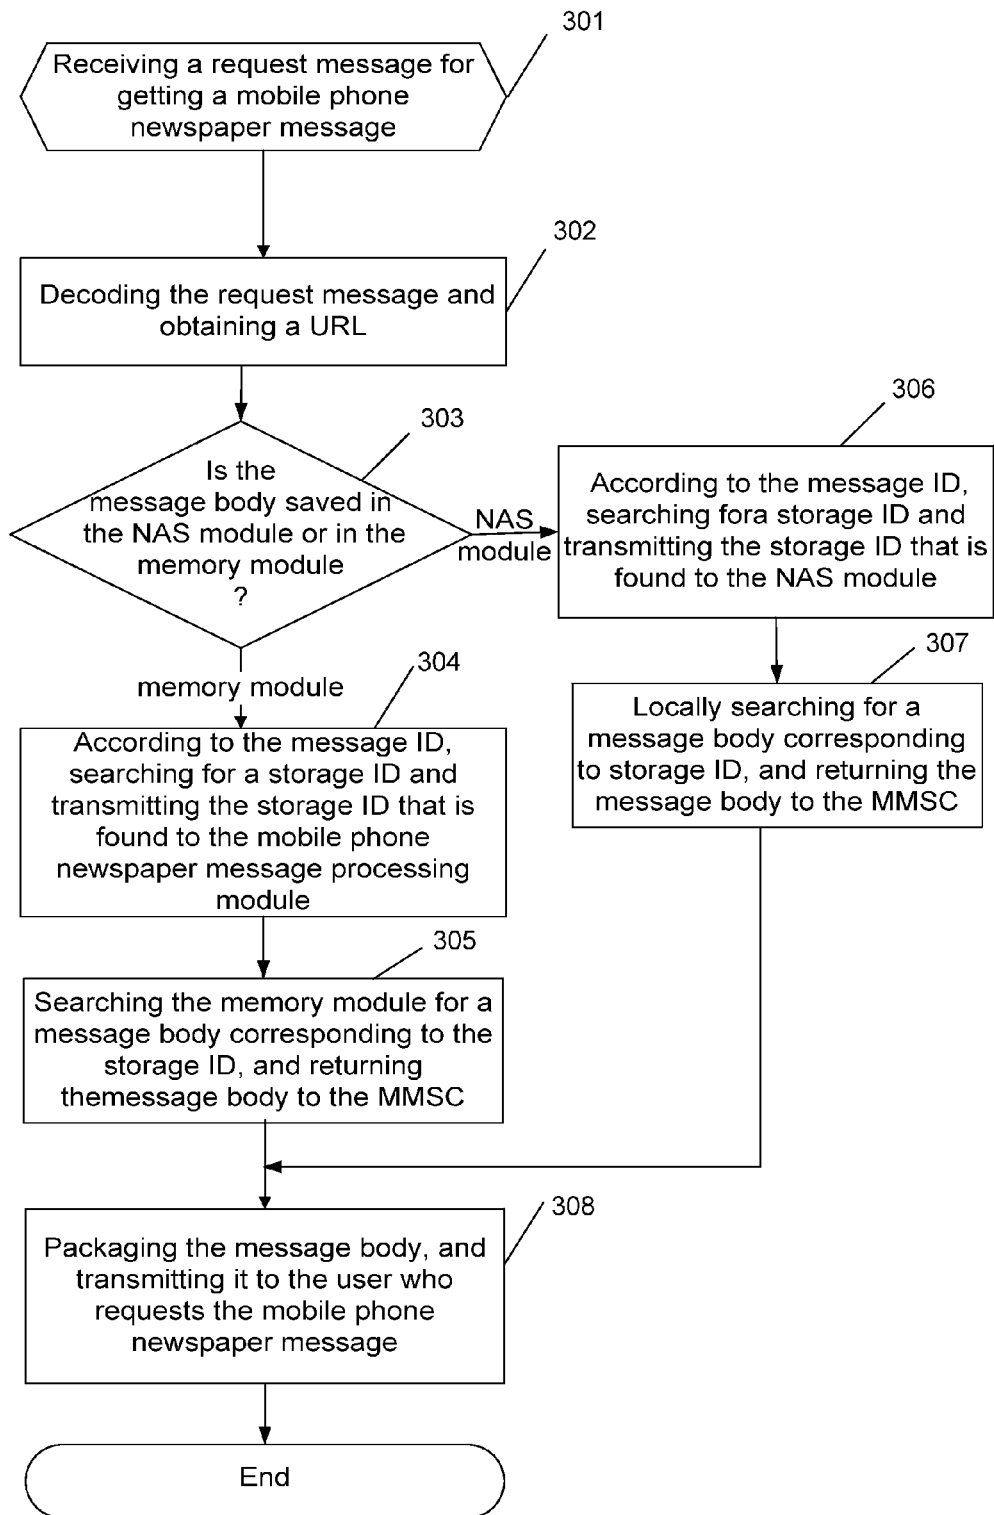 301
Receiving a request message for
getting a mobile phone
newspaper message
302
Decoding the request message and
obtaining a URL
303
Is the
message body saved in
the NAS module or in the
memory module
?
NAS
module
memory module
306
According to the message ID,
searching fora storage ID and
transmitting the storage ID that is
found to the NAS module
307
Locally searching for a
message body corresponding
to storage ID, and returning the
message body to the MMSC
304
According to the message ID,
searching for a storage ID and
transmitting the storage ID that is
found to the mobile phone
newspaper message processing
module
305
Searching the memory module for a
message body corresponding to the
storage ID, and returning
themessage body to the MMSC
308
Packaging the message body, and
transmitting it to the user who
requests the mobile phone
newspaper message
End